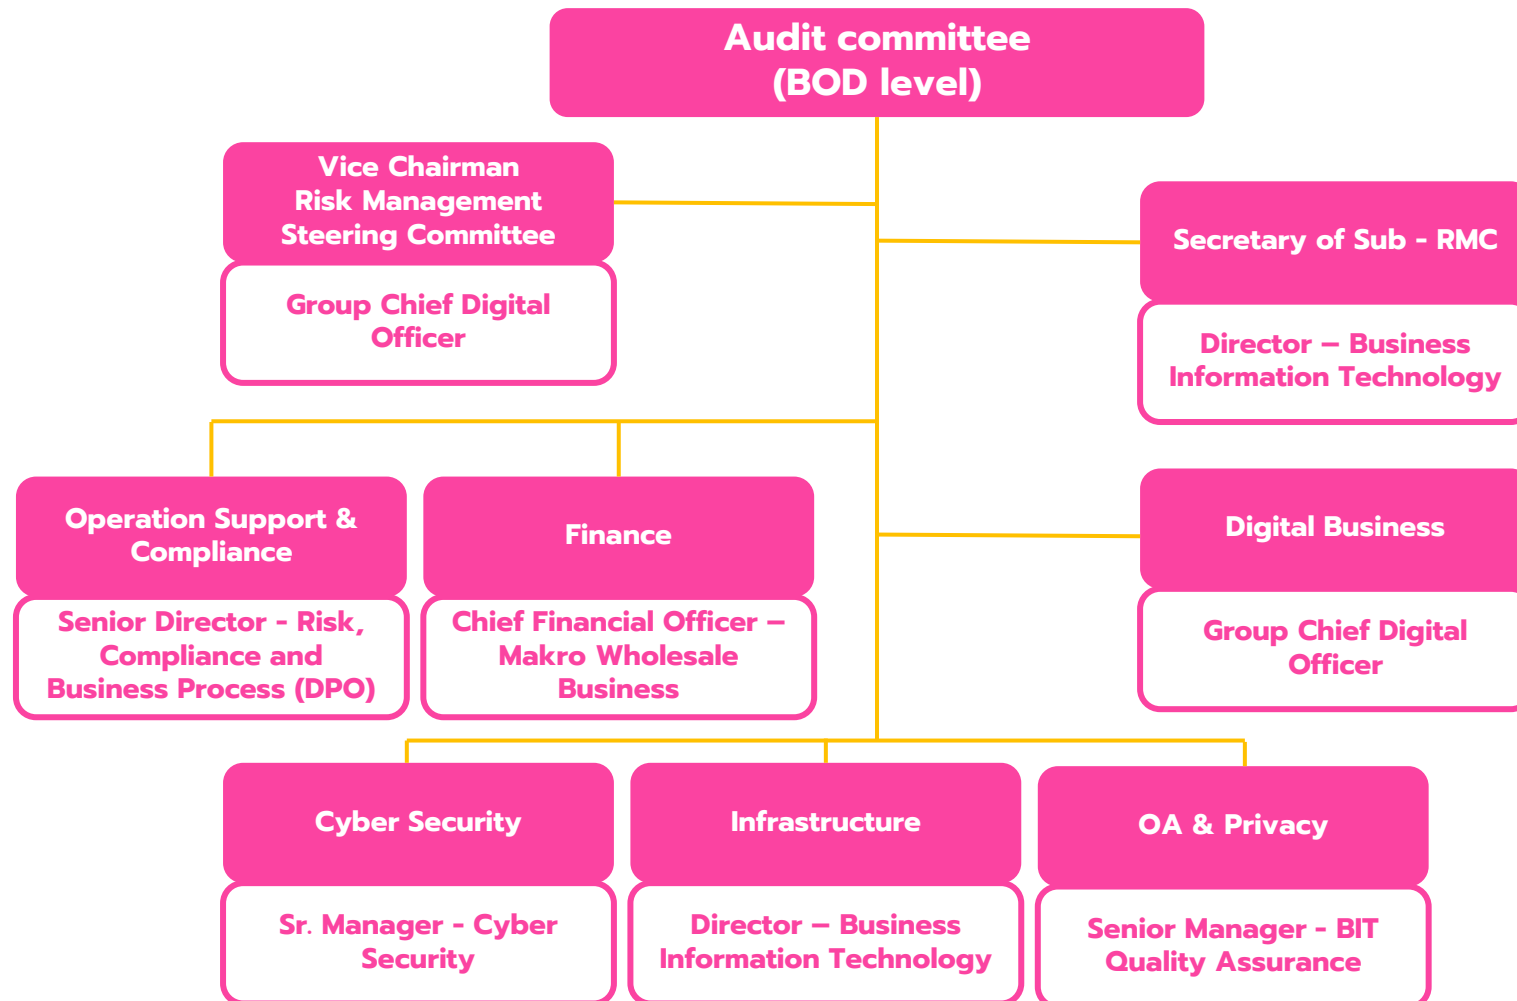 Audit committee
(BOD level)
Vice Chairman
Risk Management
Steering Committee
Group Chief Digital
Officer
Secretary of Sub - RMC
Director – Business
Information Technology
Operation Support &
Compliance
Senior Director - Risk,
Compliance and
Business Process (DPO)
Finance
Chief Financial Officer –
Makro Wholesale
Business
Digital Business
Group Chief Digital
Officer
Cyber Security
Sr. Manager - Cyber
Security
Infrastructure
Director – Business
Information Technology
OA & Privacy
Senior Manager - BIT
Quality Assurance